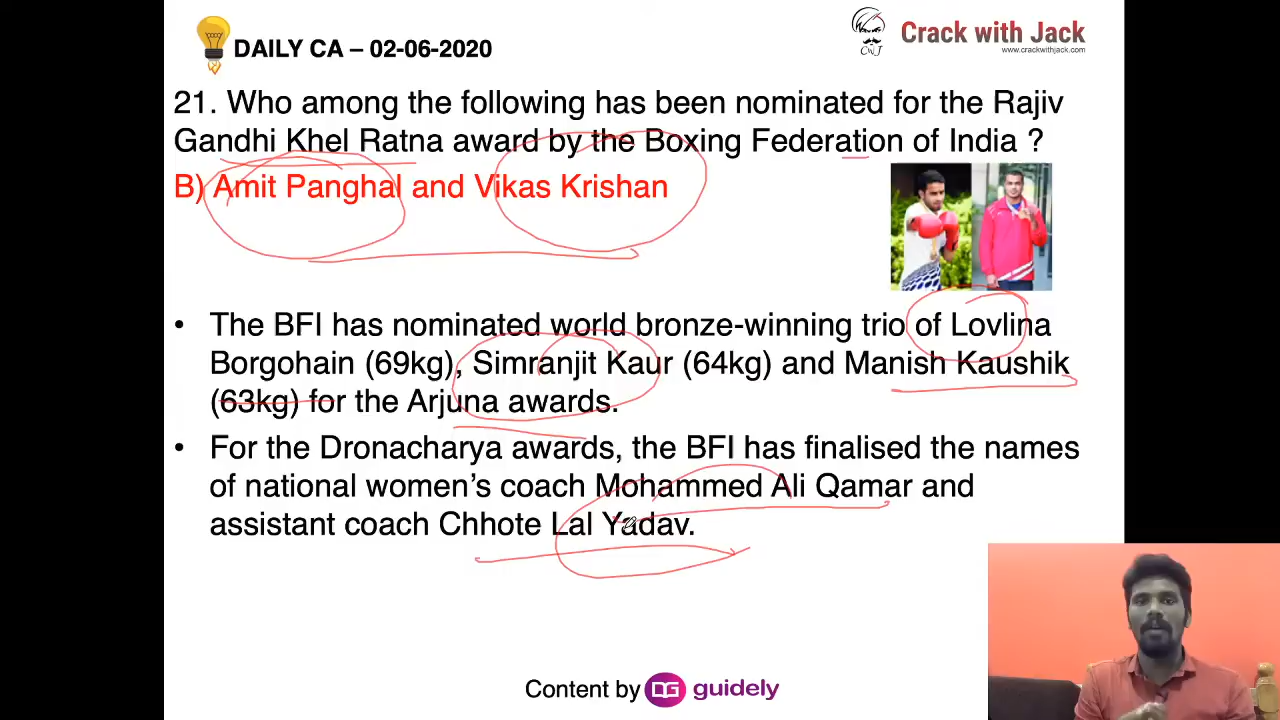 DAILY CA – 02-06-2020
CWJ
Crack with Jack
www.crackwithjack.com
21. Who among the following has been nominated for the Rajiv
Gandhi Khel Ratna award by the Boxing Federation of India ?
B) Amit Panghal and Vikas Krishan
• The BFI has nominated world bronze-winning trio of Lovlina
Borgohain (69kg), Simranjit Kaur (64kg) and Manish Kaushik
(63kg) for the Arjuna awards.
• For the Dronacharya awards, the BFI has finalised the names
of national women’s coach Mohammed Ali Qamar and
assistant coach Chhote Lal Yadav.
Content by guidely